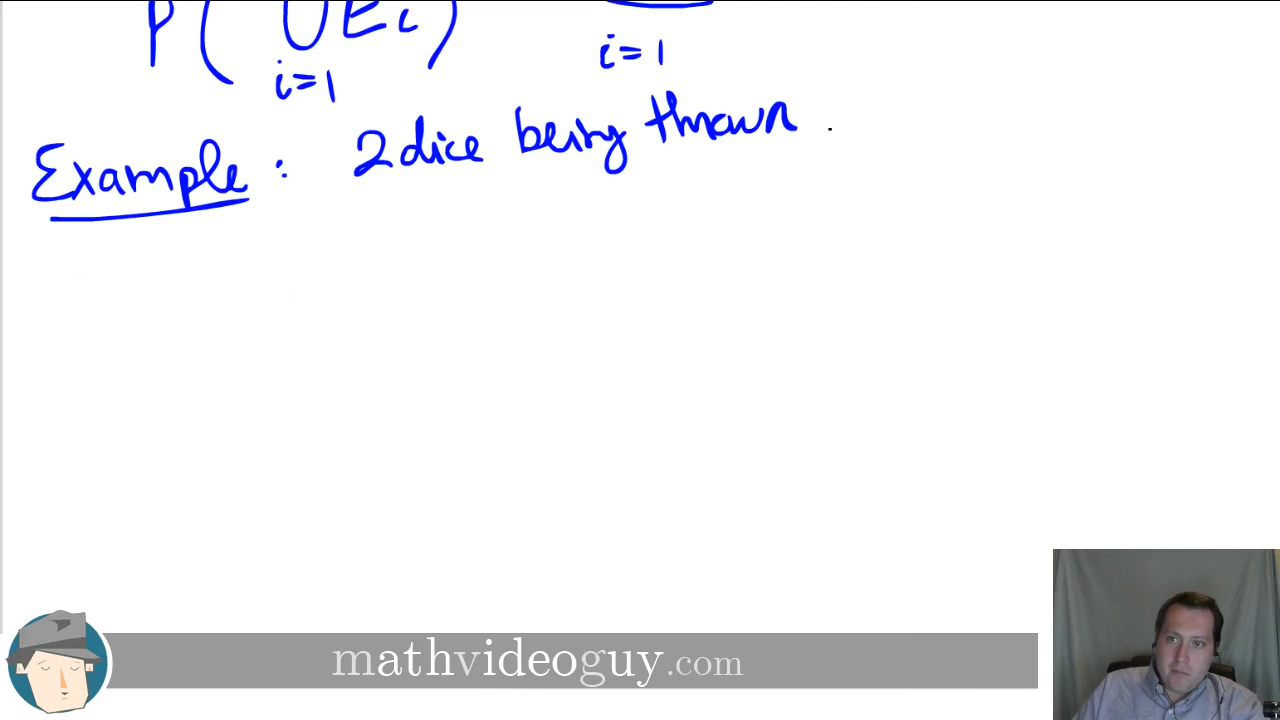 P( ∪Ei)
i=1
i=1
Example: 2 dice being thrown.
mathvideoguy.com